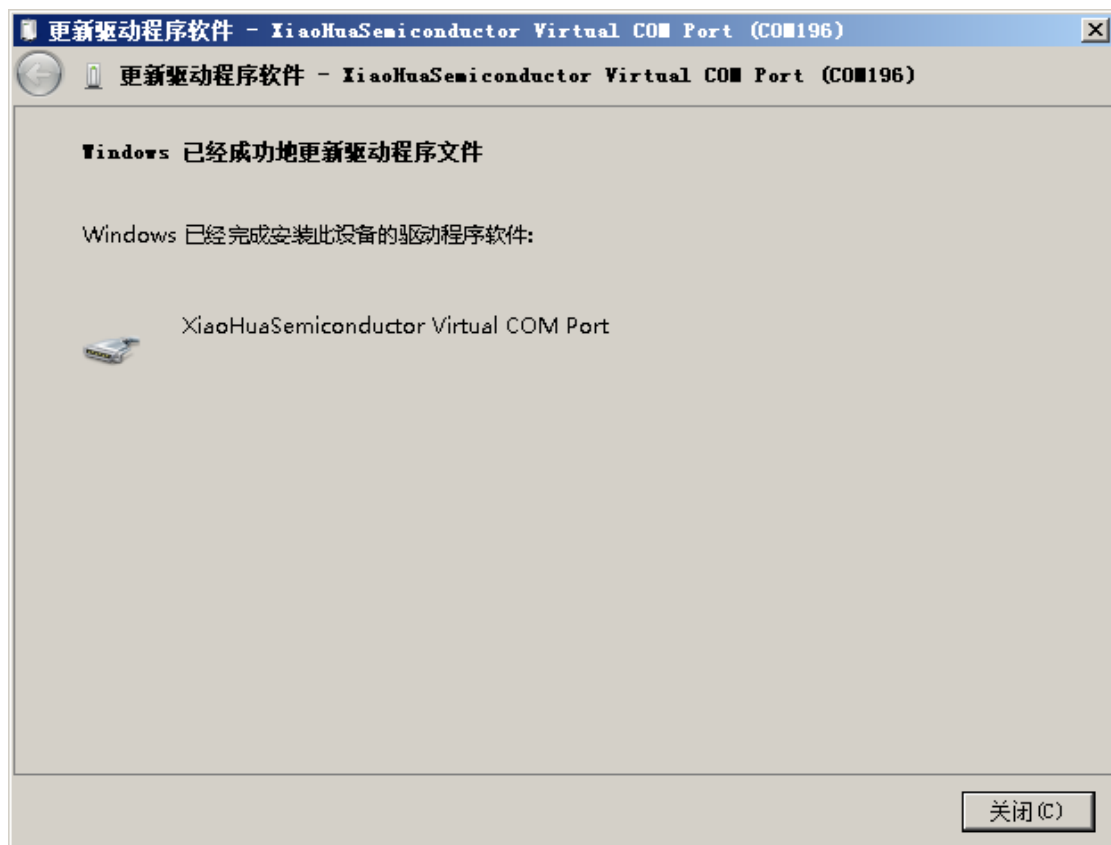 更新驱动程序软件 - XiaoHuaSemiconductor Virtual COM Port (COM196)
更新驱动程序软件 - XiaoHuaSemiconductor Virtual COM Port (COM196)
Windows 已经成功地更新驱动程序文件
Windows 已经完成安装此设备的驱动程序软件:
XiaoHuaSemiconductor Virtual COM Port
关闭(C)